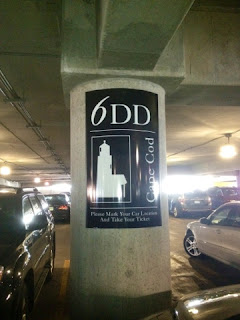 6DD
Cape Cod
Please Mark Your Car Location
And Take Your Ticket